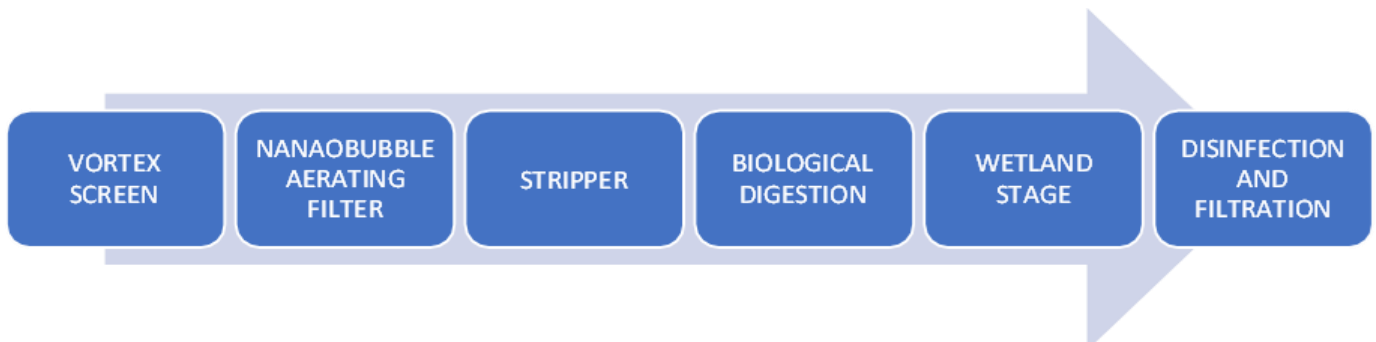 VORTEX
SCREEN
NANAOBUBBLE
AERATING
FILTER
STRIPPER
BIOLOGICAL
DIGESTION
WETLAND
STAGE
DISINFECTION
AND
FILTRATION